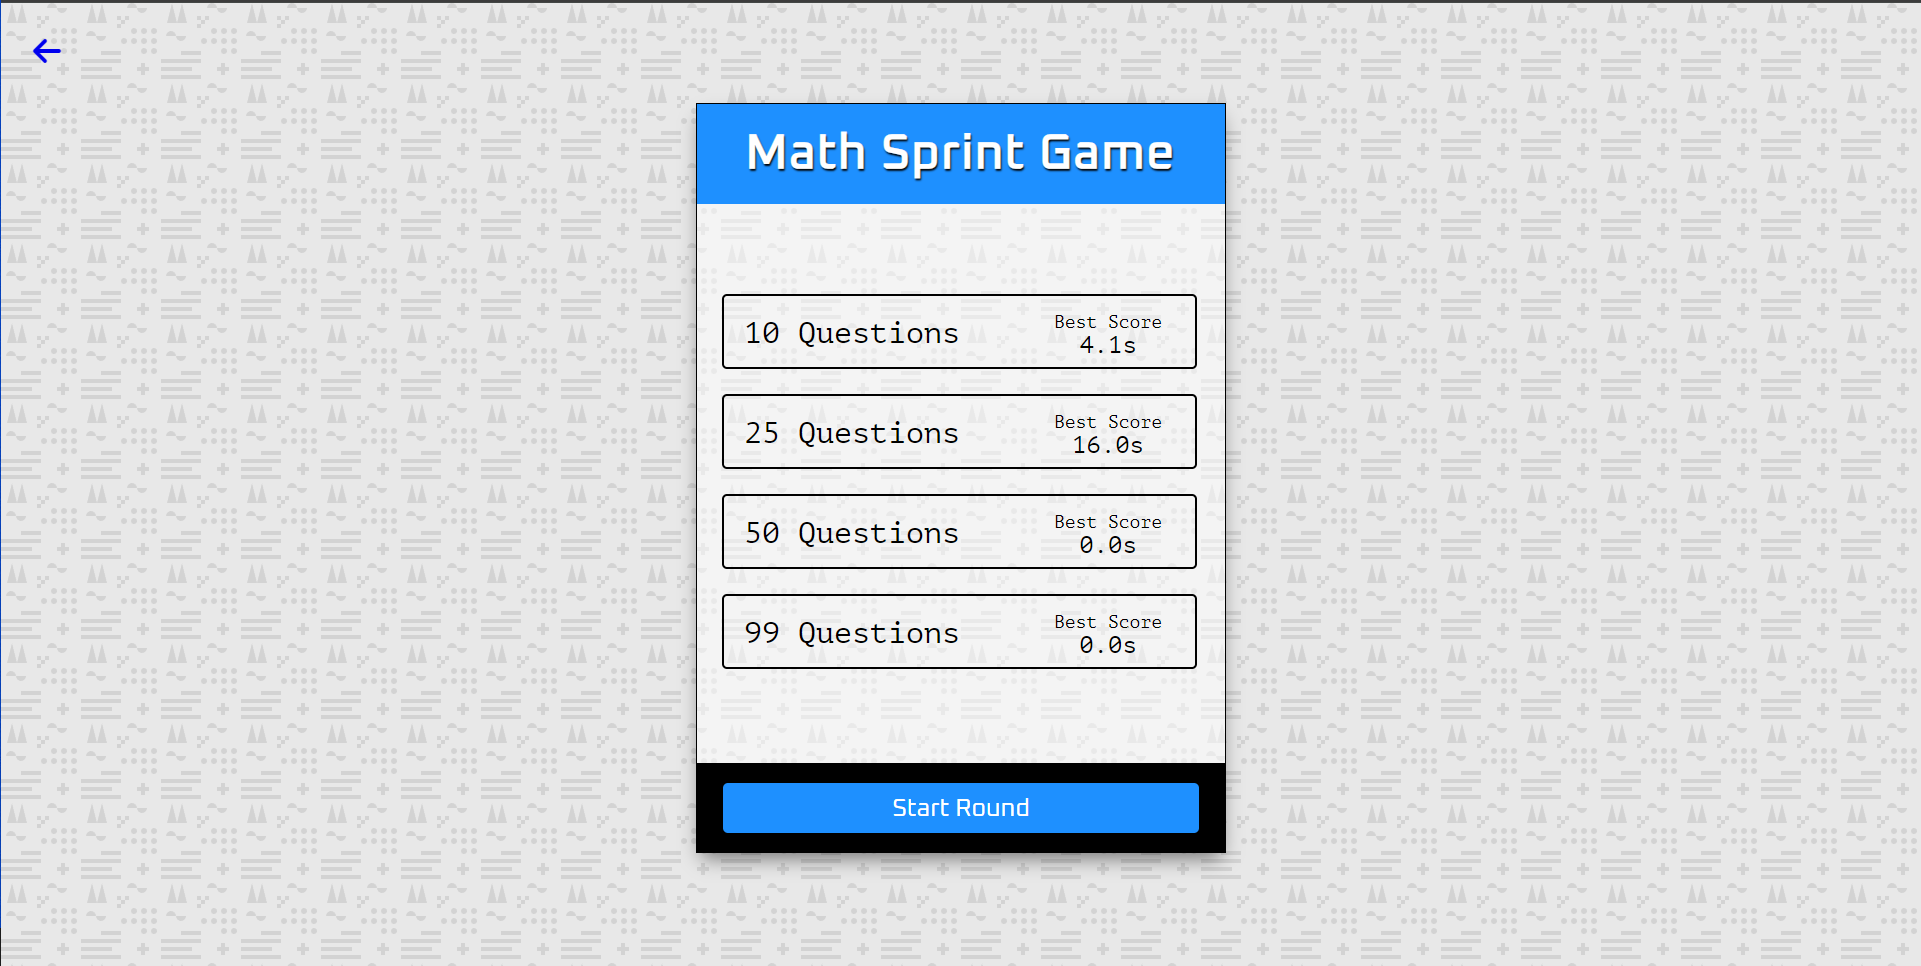 Math Sprint Game
10 Questions
Best Score
4.1s
25 Questions
Best Score
16.0s
50 Questions
Best Score
0.0s
99 Questions
Best Score
0.0s
Start Round